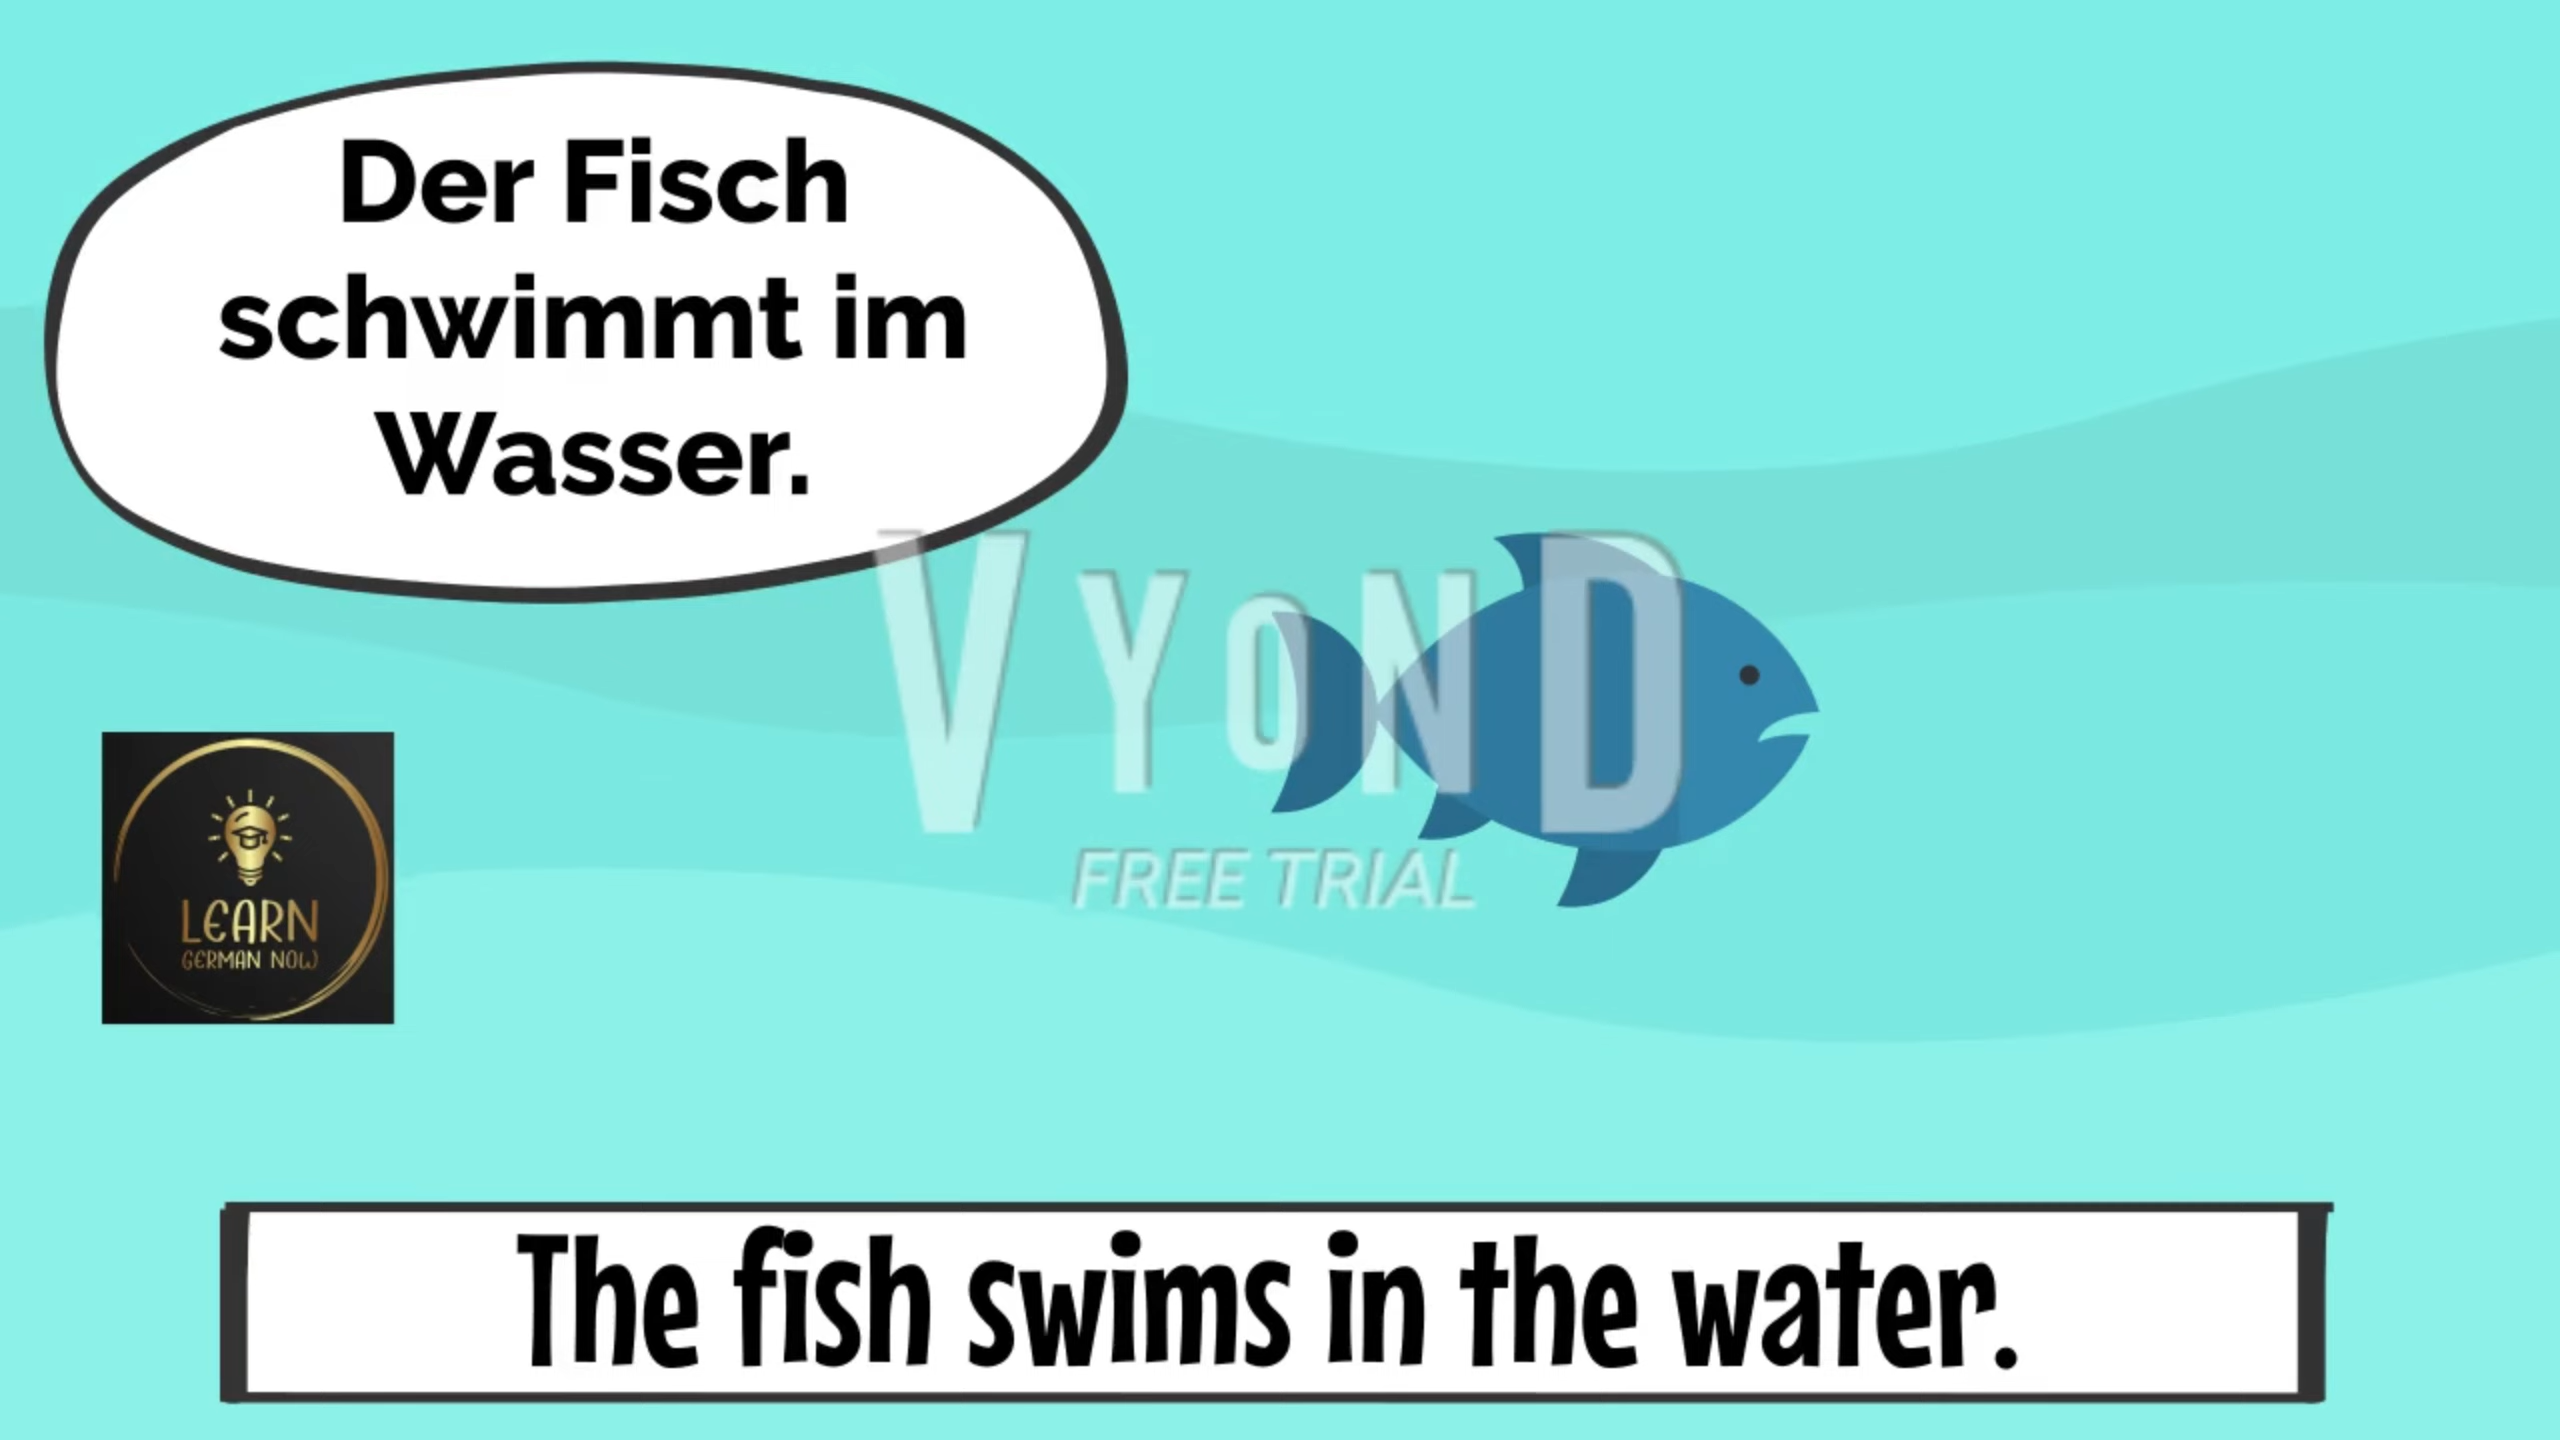 Der Fisch
schwimmt im
Wasser.
VYOND
FREE TRIAL
LEARN
GERMAN NOW
The fish swims in the water.